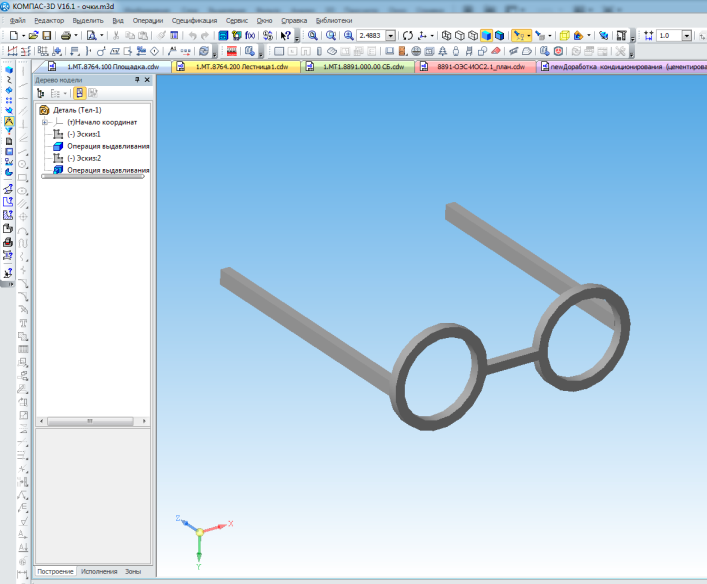 КОМПАС-3D V16.1 - очки.m3d
Файл Редактор Выделить Вид Операции Спецификация Сервис Окно Справка Библиотеки
2.4883 1.0
1.МТ.8764.100 Площадка.cdw 1.МТ.8764.200 Лестница1.cdw 1.МТ1.8891.000.00 СБ.cdw 8891-ОЭС-ИОС2.1_план.cdw newДоработка кондиционирования (цементирова
Дерево модели
Деталь (Тел-1)
(т)Начало координат
(-) Эскиз:1
Операция выдавливания
(-) Эскиз:2
Операция выдавливания
Z
X
Y
Построение Исполнения Зоны